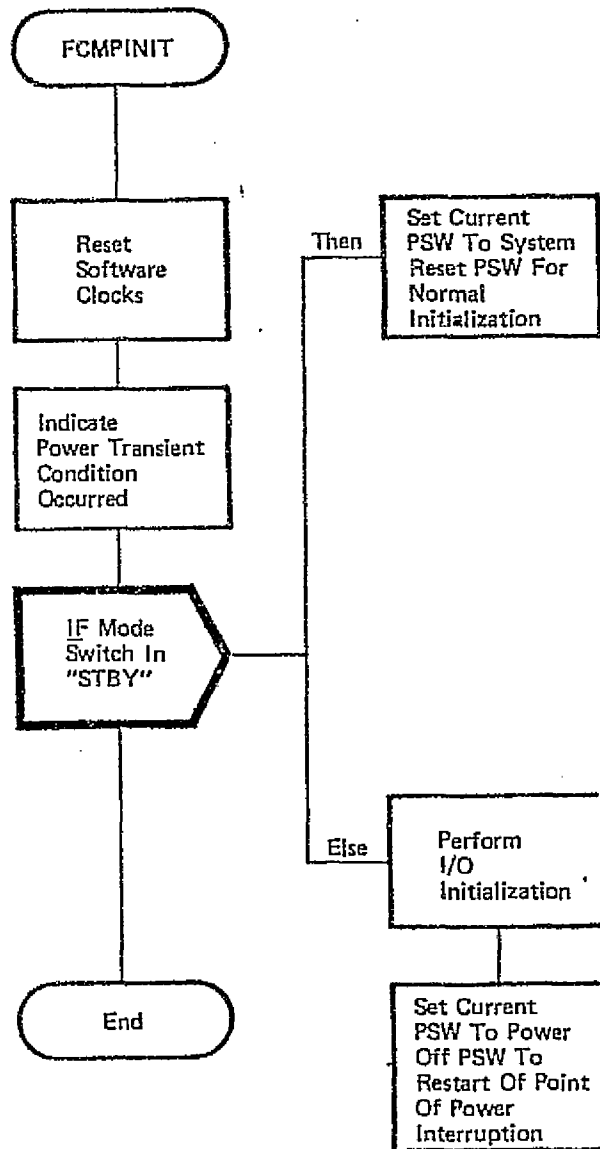 FCMPINIT
Reset
Software
Clocks
Indicate
Power Transient
Condition
Occurred
IF Mode
Switch In
"STBY"
End
Then
Set Current
PSW To System
Reset PSW For
Normal
Initialization
Else
Perform
I/O
Initialization
Set Current
PSW To Power
Off PSW To
Restart Of Point
Of Power
Interruption